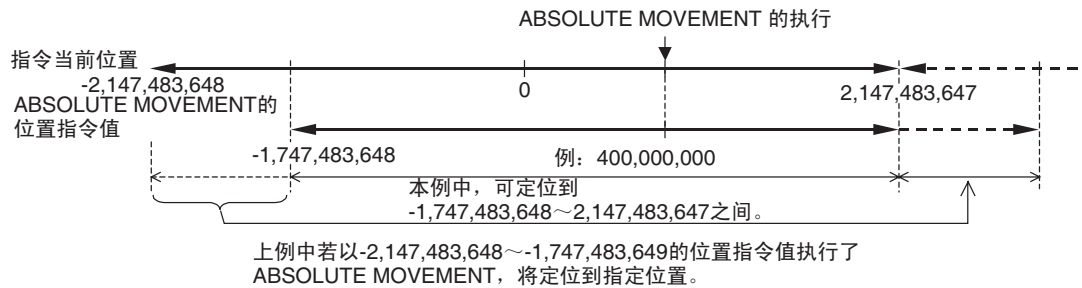 ABSOLUTE MOVEMENT 的执行
指令当前位置
-2,147,483,648
0
2,147,483,647
ABSOLUTE MOVEMENT的
位置指令值
-1,747,483,648
例：400,000,000
本例中，可定位到
-1,747,483,648～2,147,483,647之间。
上例中若以-2,147,483,648～-1,747,483,649的位置指令值执行了
ABSOLUTE MOVEMENT，将定位到指定位置。